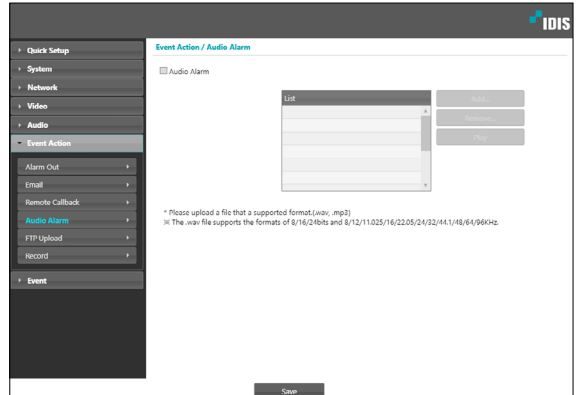 IDIS
Quick Setup
System
Network
Video
Audio
Event Action
Alarm Out
Email
Remote Callback
Audio Alarm
FTP Upload
Record
Event
Event Action / Audio Alarm
Audio Alarm
List
Add...
Remove...
Play
* Please upload a file that a supported format.(.wav, .mp3)
※ The .wav file supports the formats of 8/16/24bits and 8/12/11.025/16/22.05/24/32/44.1/48/64/96KHz.
Save